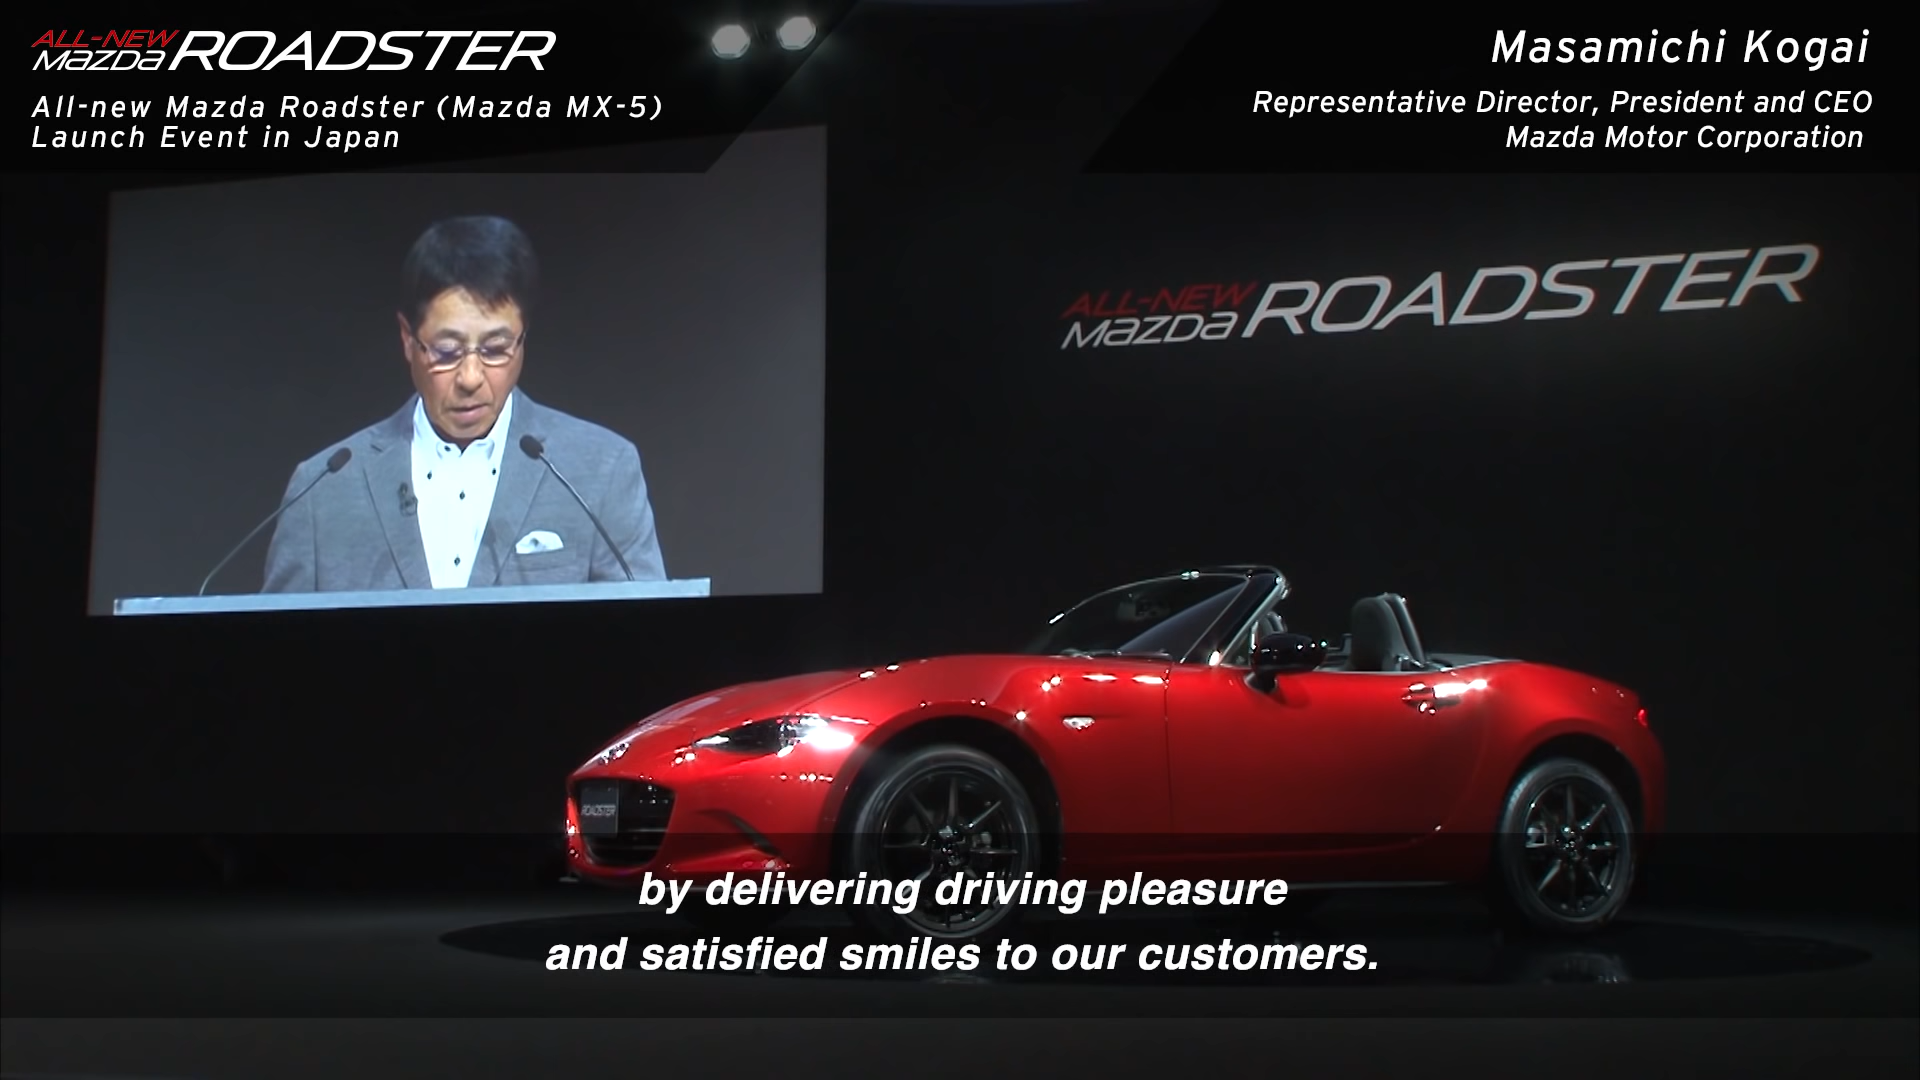 ALL-NEW
mazda ROADSTER
All-new Mazda Roadster (Mazda MX-5)
Launch Event in Japan
Masamichi Kogai
Representative Director, President and CEO
Mazda Motor Corporation
ALL-NEW
mazda ROADSTER
ROADSTER
by delivering driving pleasure
and satisfied smiles to our customers.